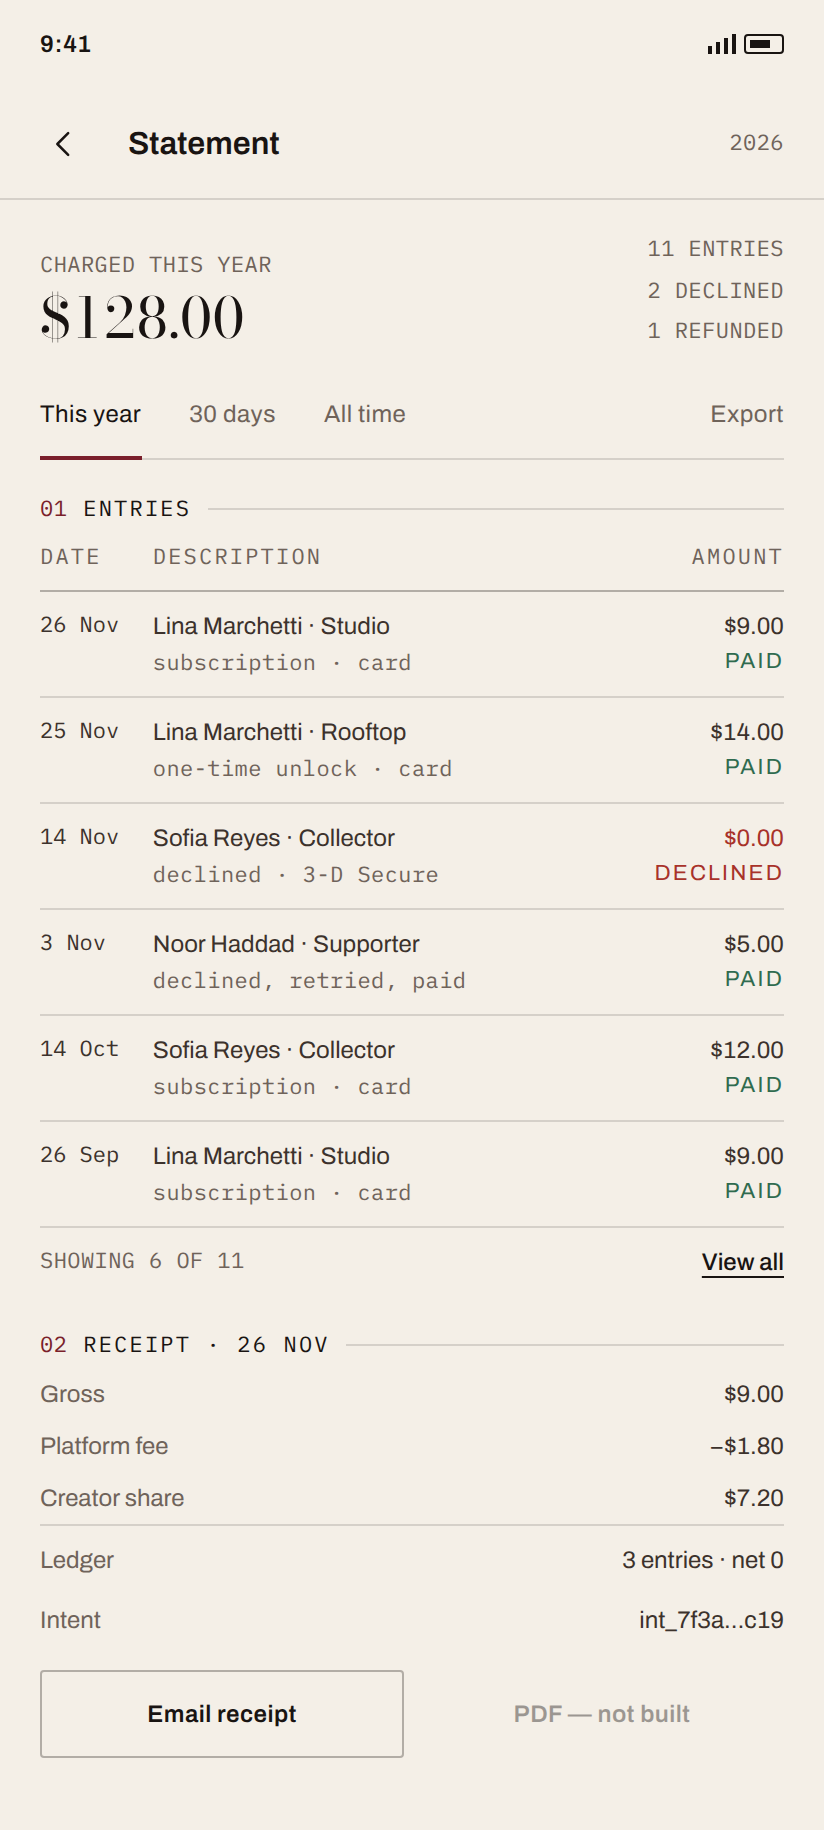 9:41
Statement
2026
CHARGED THIS YEAR
$128.00
11 ENTRIES
2 DECLINED
1 REFUNDED
This year 30 days All time Export
01 ENTRIES
DATE DESCRIPTION AMOUNT
26 Nov Lina Marchetti · Studio $9.00
subscription · card PAID
25 Nov Lina Marchetti · Rooftop $14.00
one-time unlock · card PAID
14 Nov Sofia Reyes · Collector $0.00
declined · 3-D Secure DECLINED
3 Nov Noor Haddad · Supporter $5.00
declined, retried, paid PAID
14 Oct Sofia Reyes · Collector $12.00
subscription · card PAID
26 Sep Lina Marchetti · Studio $9.00
subscription · card PAID
SHOWING 6 OF 11 View all
02 RECEIPT · 26 NOV
Gross $9.00
Platform fee −$1.80
Creator share $7.20
Ledger 3 entries · net 0
Intent int_7f3a…c19
Email receipt PDF — not built